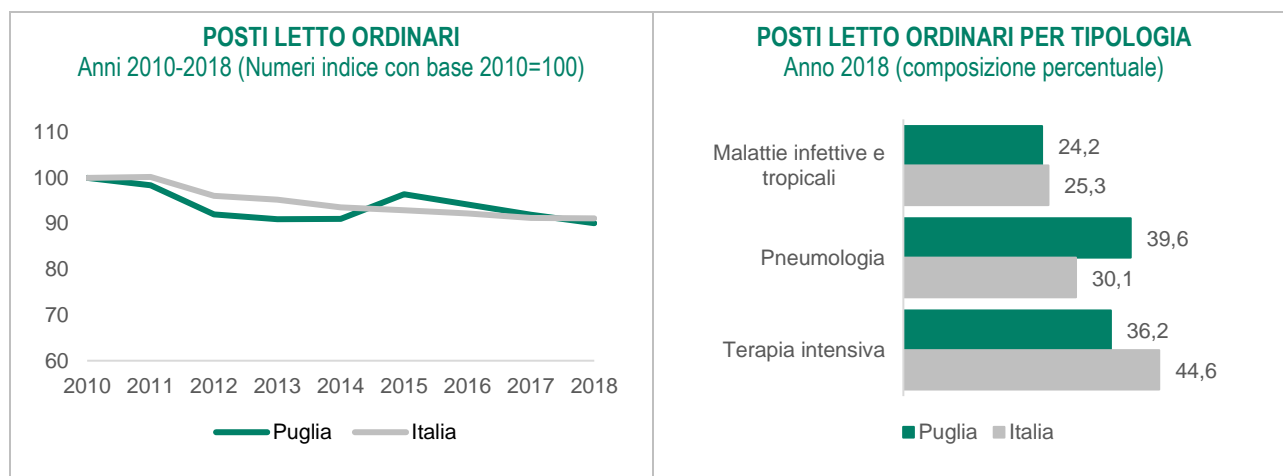 POSTI LETTO ORDINARI
Anni 2010-2018 (Numeri indice con base 2010=100)
110
100
90
80
70
60
2010 2011 2012 2013 2014 2015 2016 2017 2018
Puglia Italia
POSTI LETTO ORDINARI PER TIPOLOGIA
Anno 2018 (composizione percentuale)
Malattie infettive e
tropicali
24,2
25,3
Pneumologia
39,6
30,1
Terapia intensiva
36,2
44,6
Puglia Italia